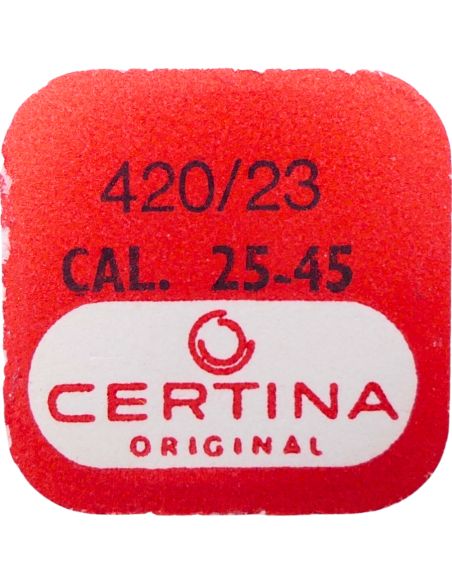 420/23
CAL. 25-45
CERTINA
ORIGINAL